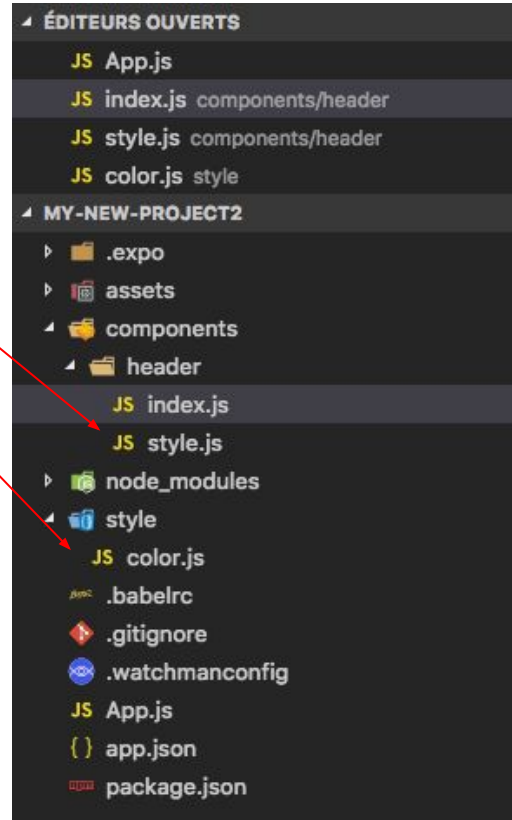 ÉDITEURS OUVERTS
JS App.js
JS index.js components/header
JS style.js components/header
JS color.js style
MY-NEW-PROJECT2
.expo
assets
components
header
JS index.js
JS style.js
node_modules
style
JS color.js
.babelrc
.gitignore
.watchmanconfig
JS App.js
{ } app.json
package.json